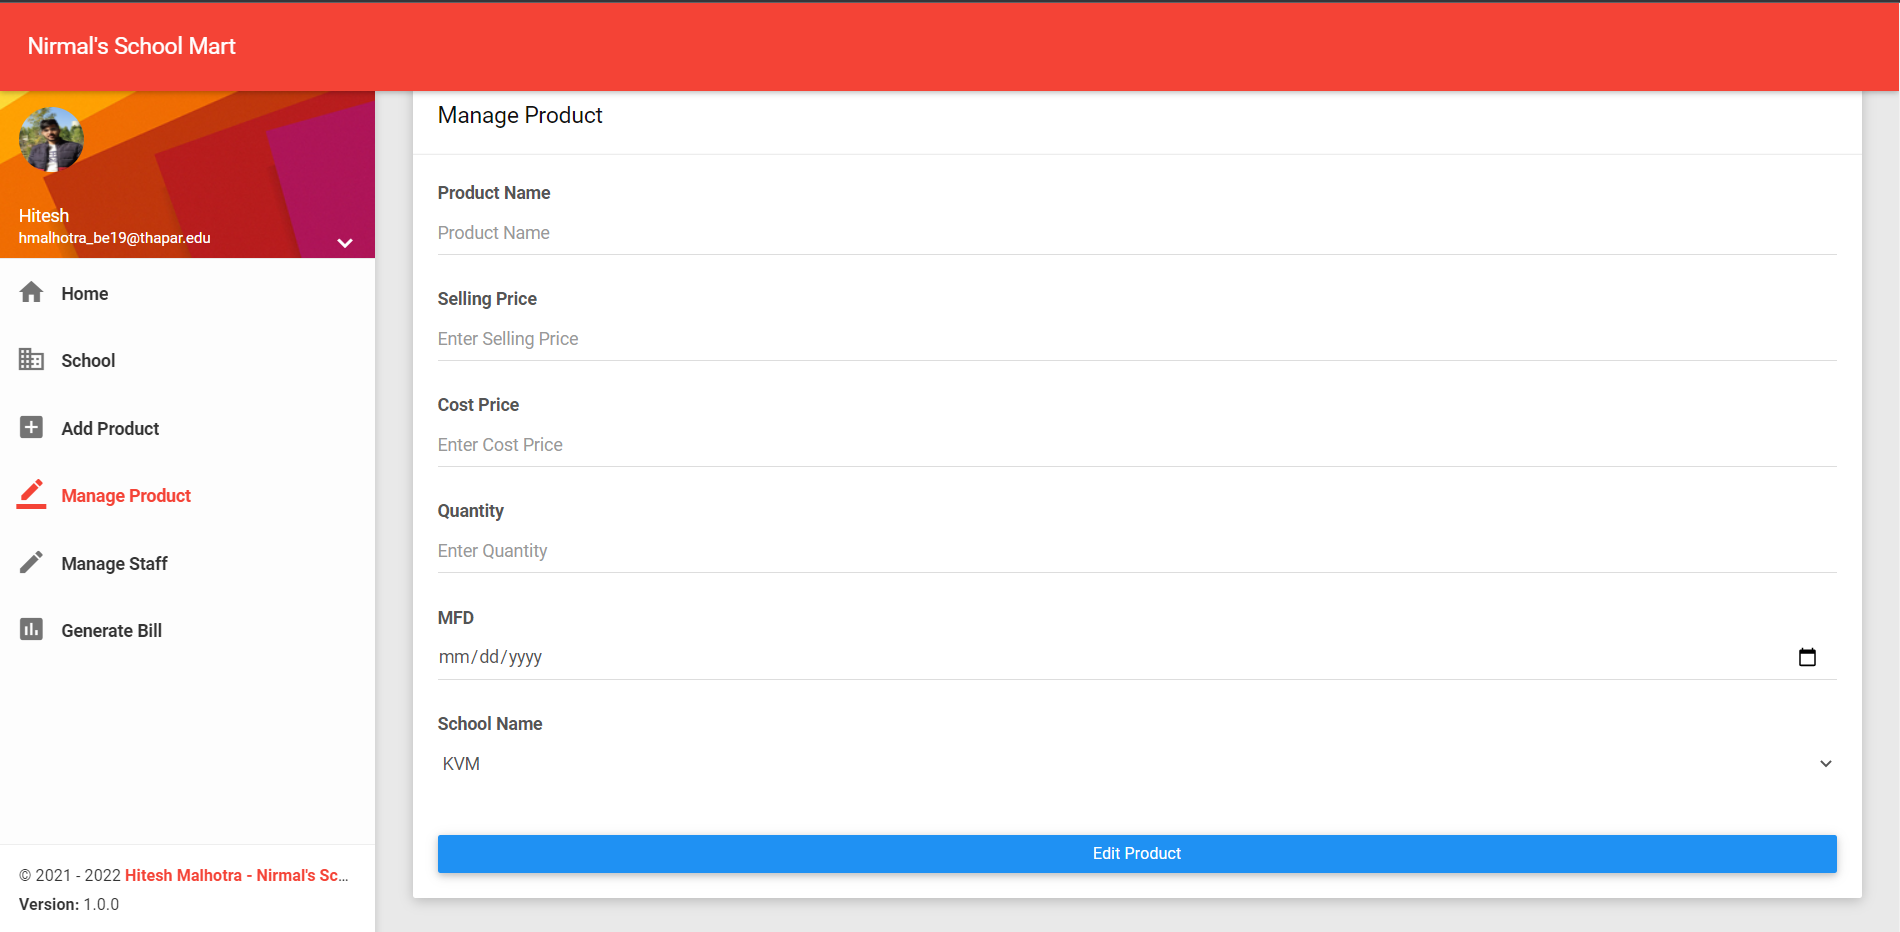 Nirmal's School Mart
Hitesh
hmalhotra_be19@thapar.edu
Home
School
Add Product
Manage Product
Manage Staff
Generate Bill
© 2021 - 2022 Hitesh Malhotra - Nirmal's Sc...
Version: 1.0.0
Manage Product
Product Name
Product Name
Selling Price
Enter Selling Price
Cost Price
Enter Cost Price
Quantity
Enter Quantity
MFD
mm/dd/yyyy
School Name
KVM
Edit Product